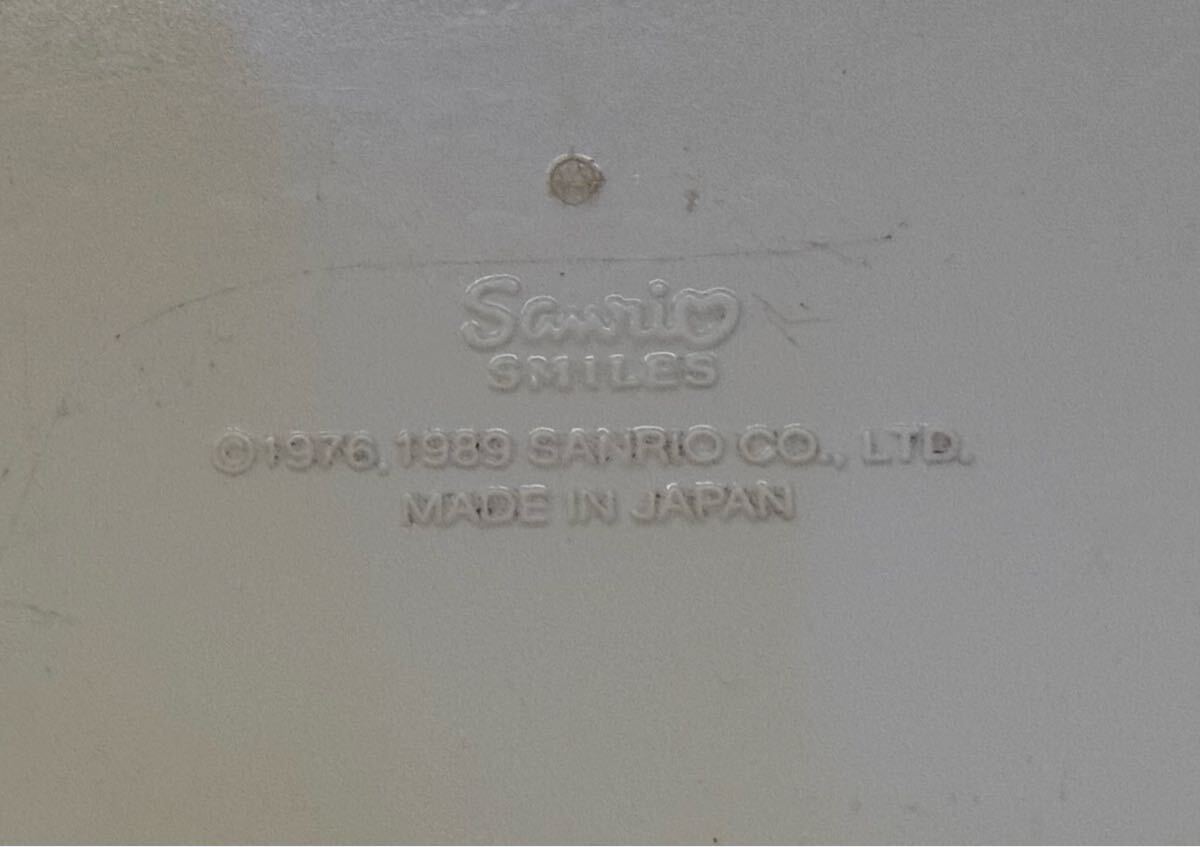 Sanrio
SMILES
©1976, 1989 SANRIO CO., LTD.
MADE IN JAPAN